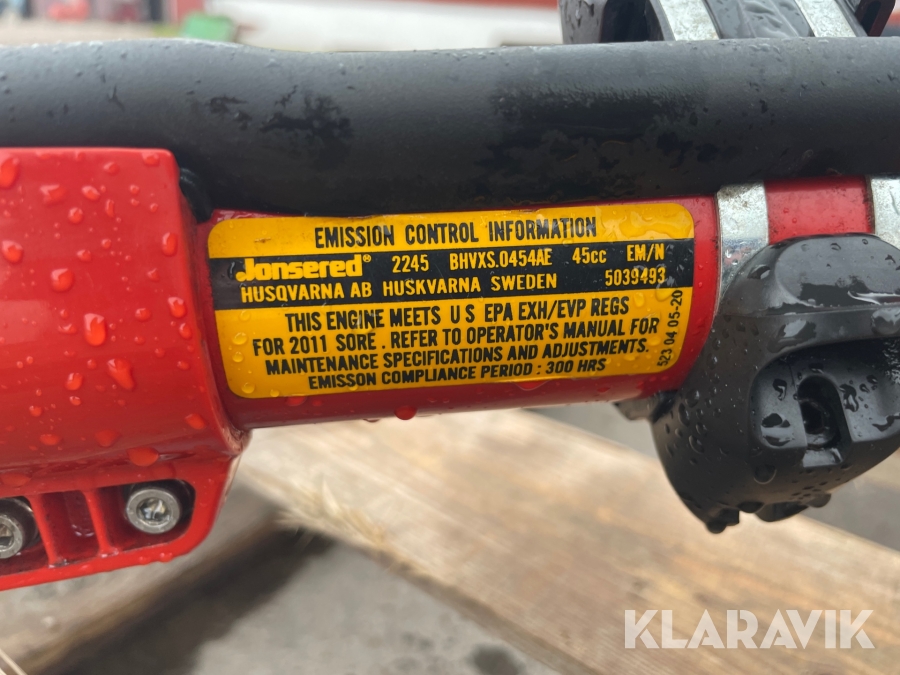 EMISSION CONTROL INFORMATION
Jonsered® 2245 BHVXS.0454AE 45cc EM/N
HUSQVARNA AB HUSKVARNA SWEDEN 5039493
THIS ENGINE MEETS U S EPA EXH/EVP REGS
FOR 2011 SORE. REFER TO OPERATOR'S MANUAL FOR
MAINTENANCE SPECIFICATIONS AND ADJUSTMENTS.
EMISSON COMPLIANCE PERIOD : 300 HRS
523 04 05-20
KLARAVIK